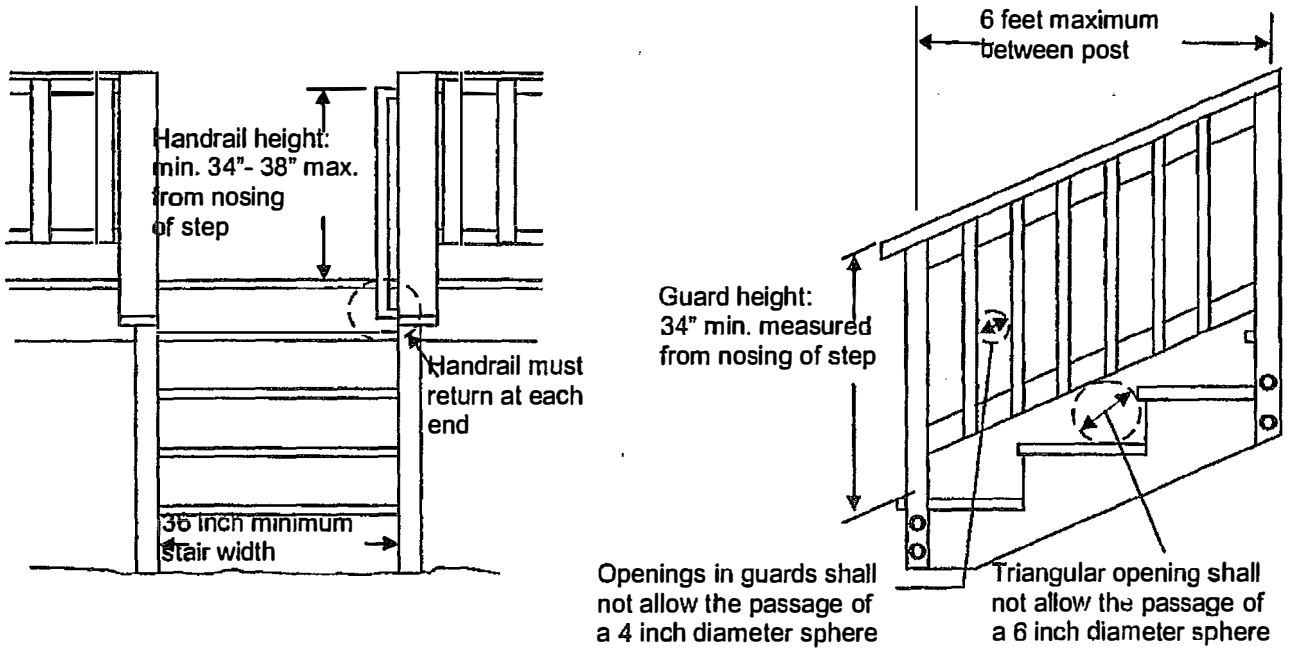 6 feet maximum
between post
Handrail height:
min. 34"- 38" max.
from nosing
of step
Guard height:
34" min. measured
from nosing of step
Handrail must
return at each
end
36 inch minimum
stair width
Openings in guards shall
not allow the passage of
a 4 inch diameter sphere
Triangular opening shall
not allow the passage of
a 6 inch diameter sphere